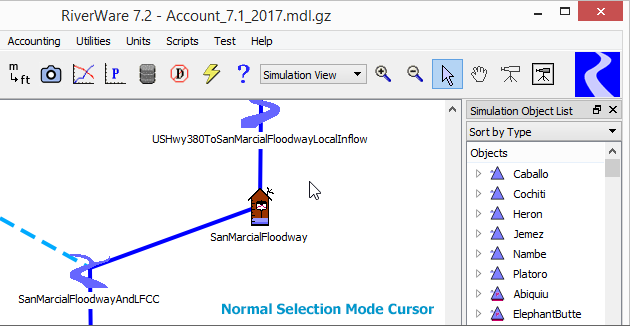 RiverWare 7.2 - Account_7.1_2017.mdl.gz
Accounting Utilities Units Scripts Test Help
m
ft P D ? Simulation View
Simulation Object List
Sort by Type
Objects
Caballo
Cochiti
Heron
Jemez
Nambe
Platoro
Abiquiu
ElephantButte
USHwy380ToSanMarcialFloodwayLocalInflow
SanMarcialFloodway
SanMarcialFloodwayAndLFCC
Normal Selection Mode Cursor